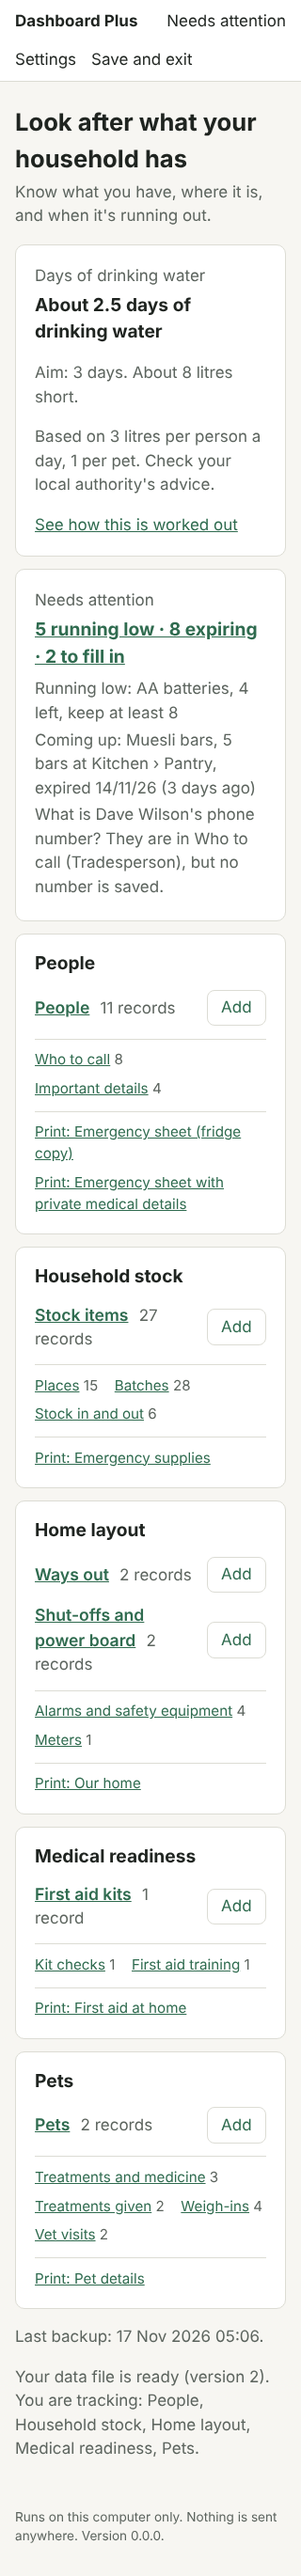 Dashboard Plus Needs attention
Settings Save and exit
Look after what your
household has
Know what you have, where it is,
and when it's running out.
Days of drinking water
About 2.5 days of
drinking water
Aim: 3 days. About 8 litres
short.
Based on 3 litres per person a
day, 1 per pet. Check your
local authority's advice.
See how this is worked out
Needs attention
5 running low · 8 expiring
· 2 to fill in
Running low: AA batteries, 4
left, keep at least 8
Coming up: Muesli bars, 5
bars at Kitchen › Pantry,
expired 14/11/26 (3 days ago)
What is Dave Wilson's phone
number? They are in Who to
call (Tradesperson), but no
number is saved.
People
People 11 records Add
Who to call 8
Important details 4
Print: Emergency sheet (fridge
copy)
Print: Emergency sheet with
private medical details
Household stock
Stock items 27
records Add
Places 15 Batches 28
Stock in and out 6
Print: Emergency supplies
Home layout
Ways out 2 records Add
Shut-offs and
power board 2
records Add
Alarms and safety equipment 4
Meters 1
Print: Our home
Medical readiness
First aid kits 1
record Add
Kit checks 1 First aid training 1
Print: First aid at home
Pets
Pets 2 records Add
Treatments and medicine 3
Treatments given 2 Weigh-ins 4
Vet visits 2
Print: Pet details
Last backup: 17 Nov 2026 05:06.
Your data file is ready (version 2).
You are tracking: People,
Household stock, Home layout,
Medical readiness, Pets.
Runs on this computer only. Nothing is sent
anywhere. Version 0.0.0.